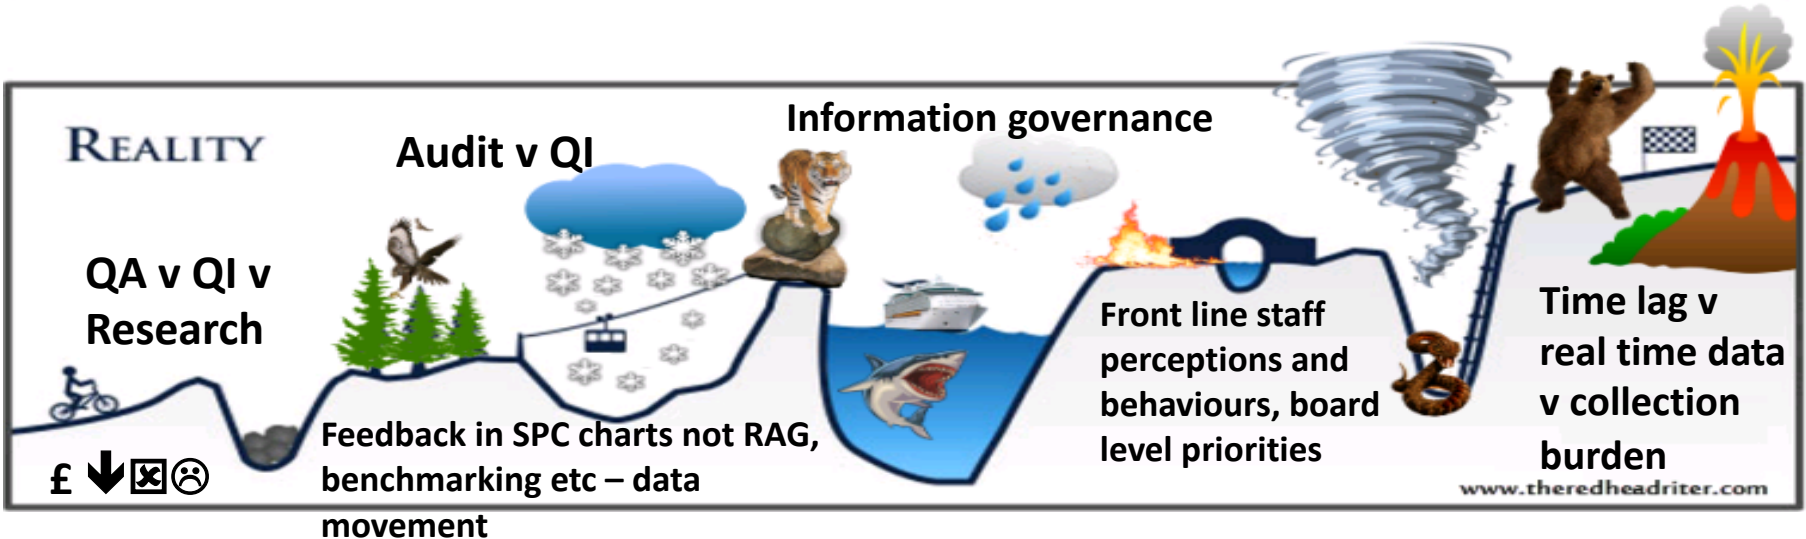 REALITY
Audit v QI
Information governance
QA v QI v
Research
£ 🡫🗷☹
Feedback in SPC charts not RAG,
benchmarking etc – data
movement
Front line staff
perceptions and
behaviours, board
level priorities
Time lag v
real time data
v collection
burden
www.theredheadriter.com